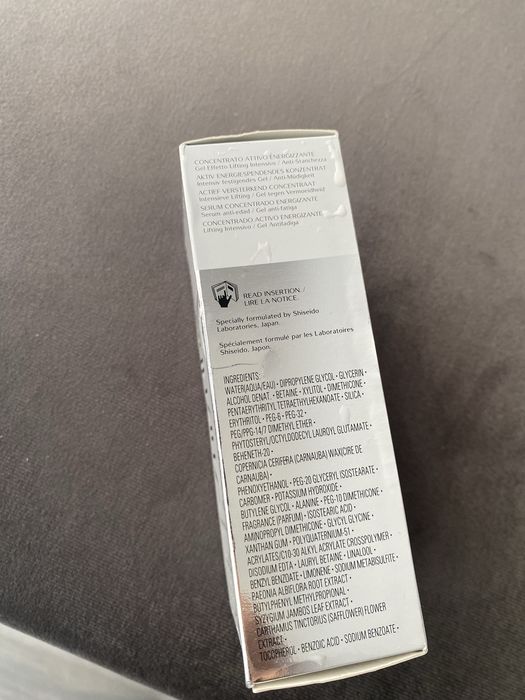 CONCENTRATO ATTIVO ENERGIZZANTE
Gel Effetto Lifting Intensivo / Anti-Stanchezza
AKTIV ENERGIESPENDENDES KONZENTRAT
Intensiv festigendes Gel / Anti-Müdigkeit
ACTIEF VERSTERKEND CONCENTRAAT
Intensieve Lifting / Gel tegen Vermoeidheid
SERUM CONCENTRADO ENERGIZANTE
Serum anti-edad / Gel anti-fatiga
CONCENTRADO ACTIVO ENERGIZANTE
Lifting Intensivo / Gel Antifadiga
READ INSERTION./
LIRE LA NOTICE.
Specially formulated by Shiseido
Laboratories, Japan.
Spécialement formulé par les Laboratoires
Shiseido, Japan.
INGREDIENTS:
WATER(AQUA/EAU)・DIPROPYLENE GLYCOL・GLYCERIN・
ALCOHOL DENAT.・BETAINE・XYLITOL・DIMETHICONE・
PENTAERYTHRITYL TETRAETHYLHEXANOATE・SILICA・
ERYTHRITOL・PEG-6・PEG-32・
PEG/PPG-14/7 DIMETHYL ETHER・
PHYTOSTERYL/OCTYLDODECYL LAUROYL GLUTAMATE・
BEHENETH-20・
COPERNICIA CERIFERA (CARNAUBA) WAX(CIRE DE
CARNAUBA)・
PHENOXYETHANOL・PEG-20 GLYCERYL ISOSTEARATE・
CARBOMER・POTASSIUM HYDROXIDE・
BUTYLENE GLYCOL・ALANINE・PEG-10 DIMETHICONE・
FRAGRANCE (PARFUM)・ISOSTEARIC ACID・
AMINOPROPYL DIMETHICONE・GLYCYL GLYCINE・
XANTHAN GUM・POLYQUATERNIUM-51・
ACRYLATES/C10-30 ALKYL ACRYLATE CROSSPOLYMER・
DISODIUM EDTA・LAURYL BETAINE・LINALOOL・
BENZYL BENZOATE・LIMONENE・SODIUM METABISULFITE・
PAEONIA ALBIFLORA ROOT EXTRACT・
BUTYLPHENYL METHYLPROPIONAL・
SYZYGIUM JAMBOS LEAF EXTRACT・
CARTHAMUS TINCTORIUS (SAFFLOWER) FLOWER
EXTRACT・
TOCOPHEROL・BENZOIC ACID・SODIUM BENZOATE・